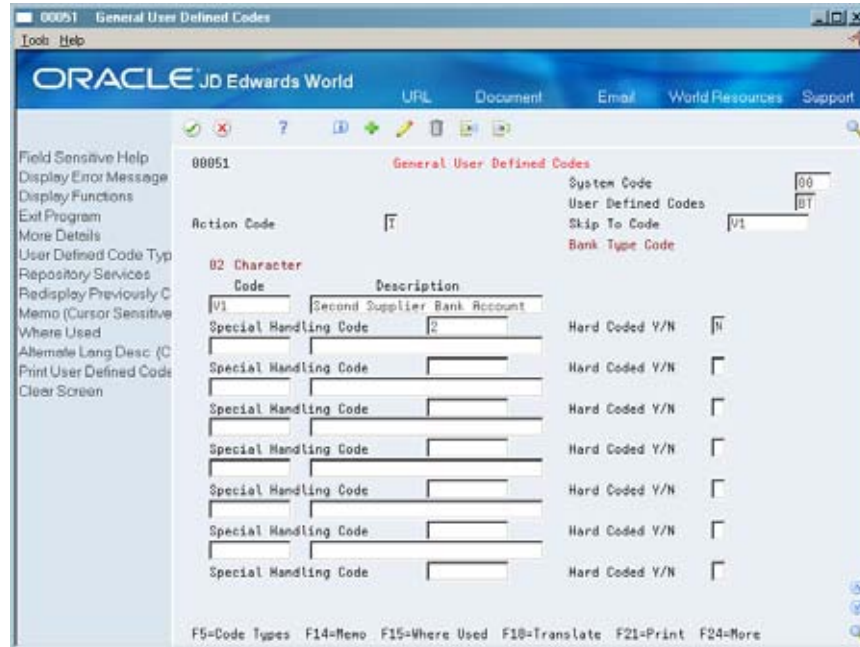 00051 General User Defined Codes
Tools Help
ORACLE JD Edwards World
URL Document Email World Resources Support
Field Sensitive Help
Display Error Message
Display Functions
Exit Program
More Details
User Defined Code Typ
Repository Services
Redisplay Previously C
Memo (Cursor Sensitive
Where Used
Alternate Lang Desc (C
Print User Defined Code
Clear Screen
00051 General User Defined Codes
System Code 00
User Defined Codes BT
Action Code I Skip To Code V1
Bank Type Code
02 Character
Code Description
V1 Second Supplier Bank Account
Special Handling Code 2 Hard Coded Y/N N
Special Handling Code Hard Coded Y/N
Special Handling Code Hard Coded Y/N
Special Handling Code Hard Coded Y/N
Special Handling Code Hard Coded Y/N
Special Handling Code Hard Coded Y/N
Special Handling Code Hard Coded Y/N
F5=Code Types F14=Memo F15=Where Used F18=Translate F21=Print F24=More